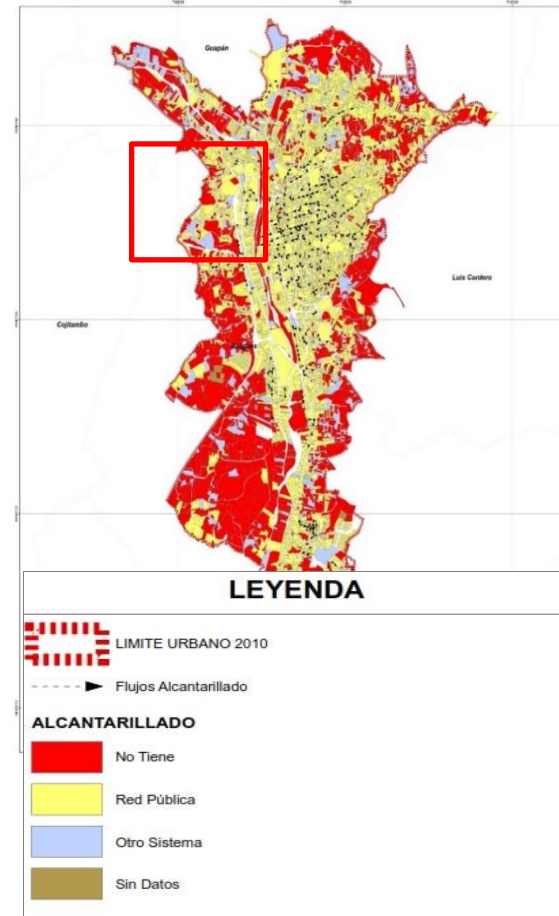 Guapán
Luis Cordero
Cojitambo
LEYENDA
LIMITE URBANO 2010
Flujos Alcantarillado
ALCANTARILLADO
No Tiene
Red Pública
Otro Sistema
Sin Datos